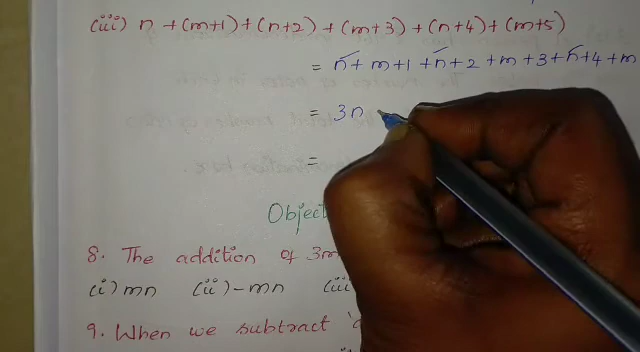 (iii) n + (m+1) + (n+2) + (m+3) + (n+4) + (m+5)
= n + m + 1 + n + 2 + m + 3 + n + 4 + m
= 3n
=
Object
8. The addition of 3m
(i) mn (ii) -mn (iii
9. When we subtract 'a